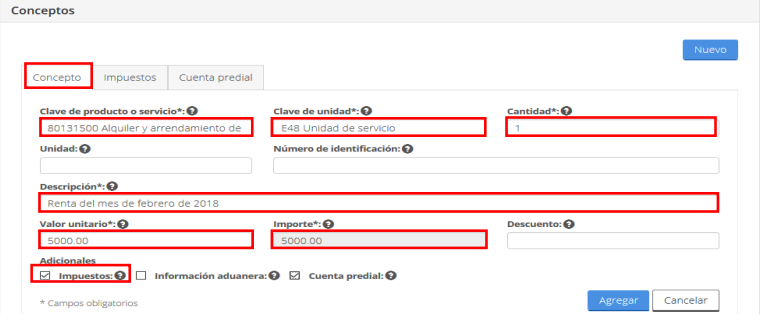 Conceptos
Nuevo
Concepto Impuestos Cuenta predial
Clave de producto o servicio*: Clave de unidad*: Cantidad*:
80131500 Alquiler y arrendamiento de E48 Unidad de servicio 1
Unidad: Número de identificación:
Descripción*:
Renta del mes de febrero de 2018
Valor unitario*: Importe*: Descuento:
5000.00 5000.00
Adicionales
Impuestos: Información aduanera: Cuenta predial:
* Campos obligatorios Agregar Cancelar